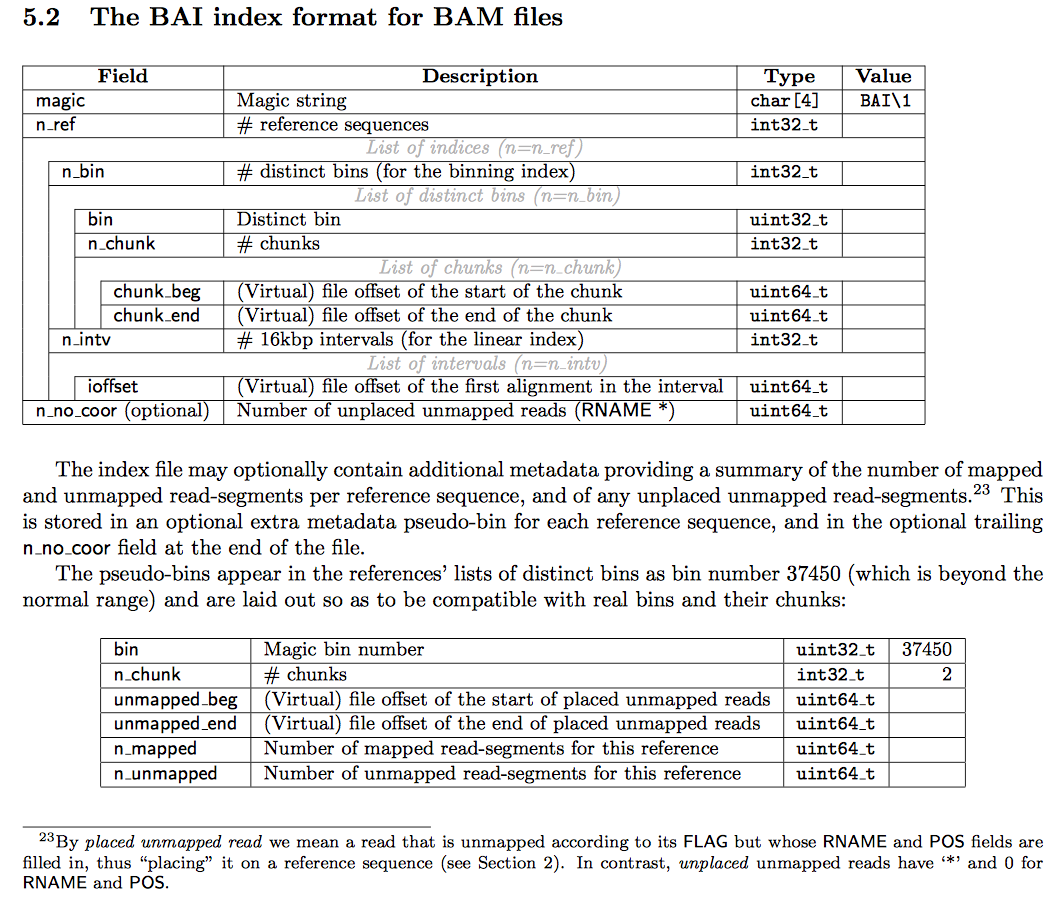 5.2 The BAI index format for BAM files
Field Description Type Value
magic Magic string char[4] BAI\1
n_ref # reference sequences int32_t
List of indices (n=n_ref)
n_bin # distinct bins (for the binning index) int32_t
List of distinct bins (n=n_bin)
bin Distinct bin uint32_t
n_chunk # chunks int32_t
List of chunks (n=n_chunk)
chunk_beg (Virtual) file offset of the start of the chunk uint64_t
chunk_end (Virtual) file offset of the end of the chunk uint64_t
n_intv # 16kbp intervals (for the linear index) int32_t
List of intervals (n=n_intv)
ioffset (Virtual) file offset of the first alignment in the interval uint64_t
n_no_coor (optional) Number of unplaced unmapped reads (RNAME *) uint64_t
The index file may optionally contain additional metadata providing a summary of the number of mapped
and unmapped read-segments per reference sequence, and of any unplaced unmapped read-segments.23 This
is stored in an optional extra metadata pseudo-bin for each reference sequence, and in the optional trailing
n_no_coor field at the end of the file.
The pseudo-bins appear in the references' lists of distinct bins as bin number 37450 (which is beyond the
normal range) and are laid out so as to be compatible with real bins and their chunks:
bin Magic bin number uint32_t 37450
n_chunk # chunks int32_t 2
unmapped_beg (Virtual) file offset of the start of placed unmapped reads uint64_t
unmapped_end (Virtual) file offset of the end of placed unmapped reads uint64_t
n_mapped Number of mapped read-segments for this reference uint64_t
n_unmapped Number of unmapped read-segments for this reference uint64_t
23By placed unmapped read we mean a read that is unmapped according to its FLAG but whose RNAME and POS fields are
filled in, thus “placing” it on a reference sequence (see Section 2). In contrast, unplaced unmapped reads have ‘*’ and 0 for
RNAME and POS.